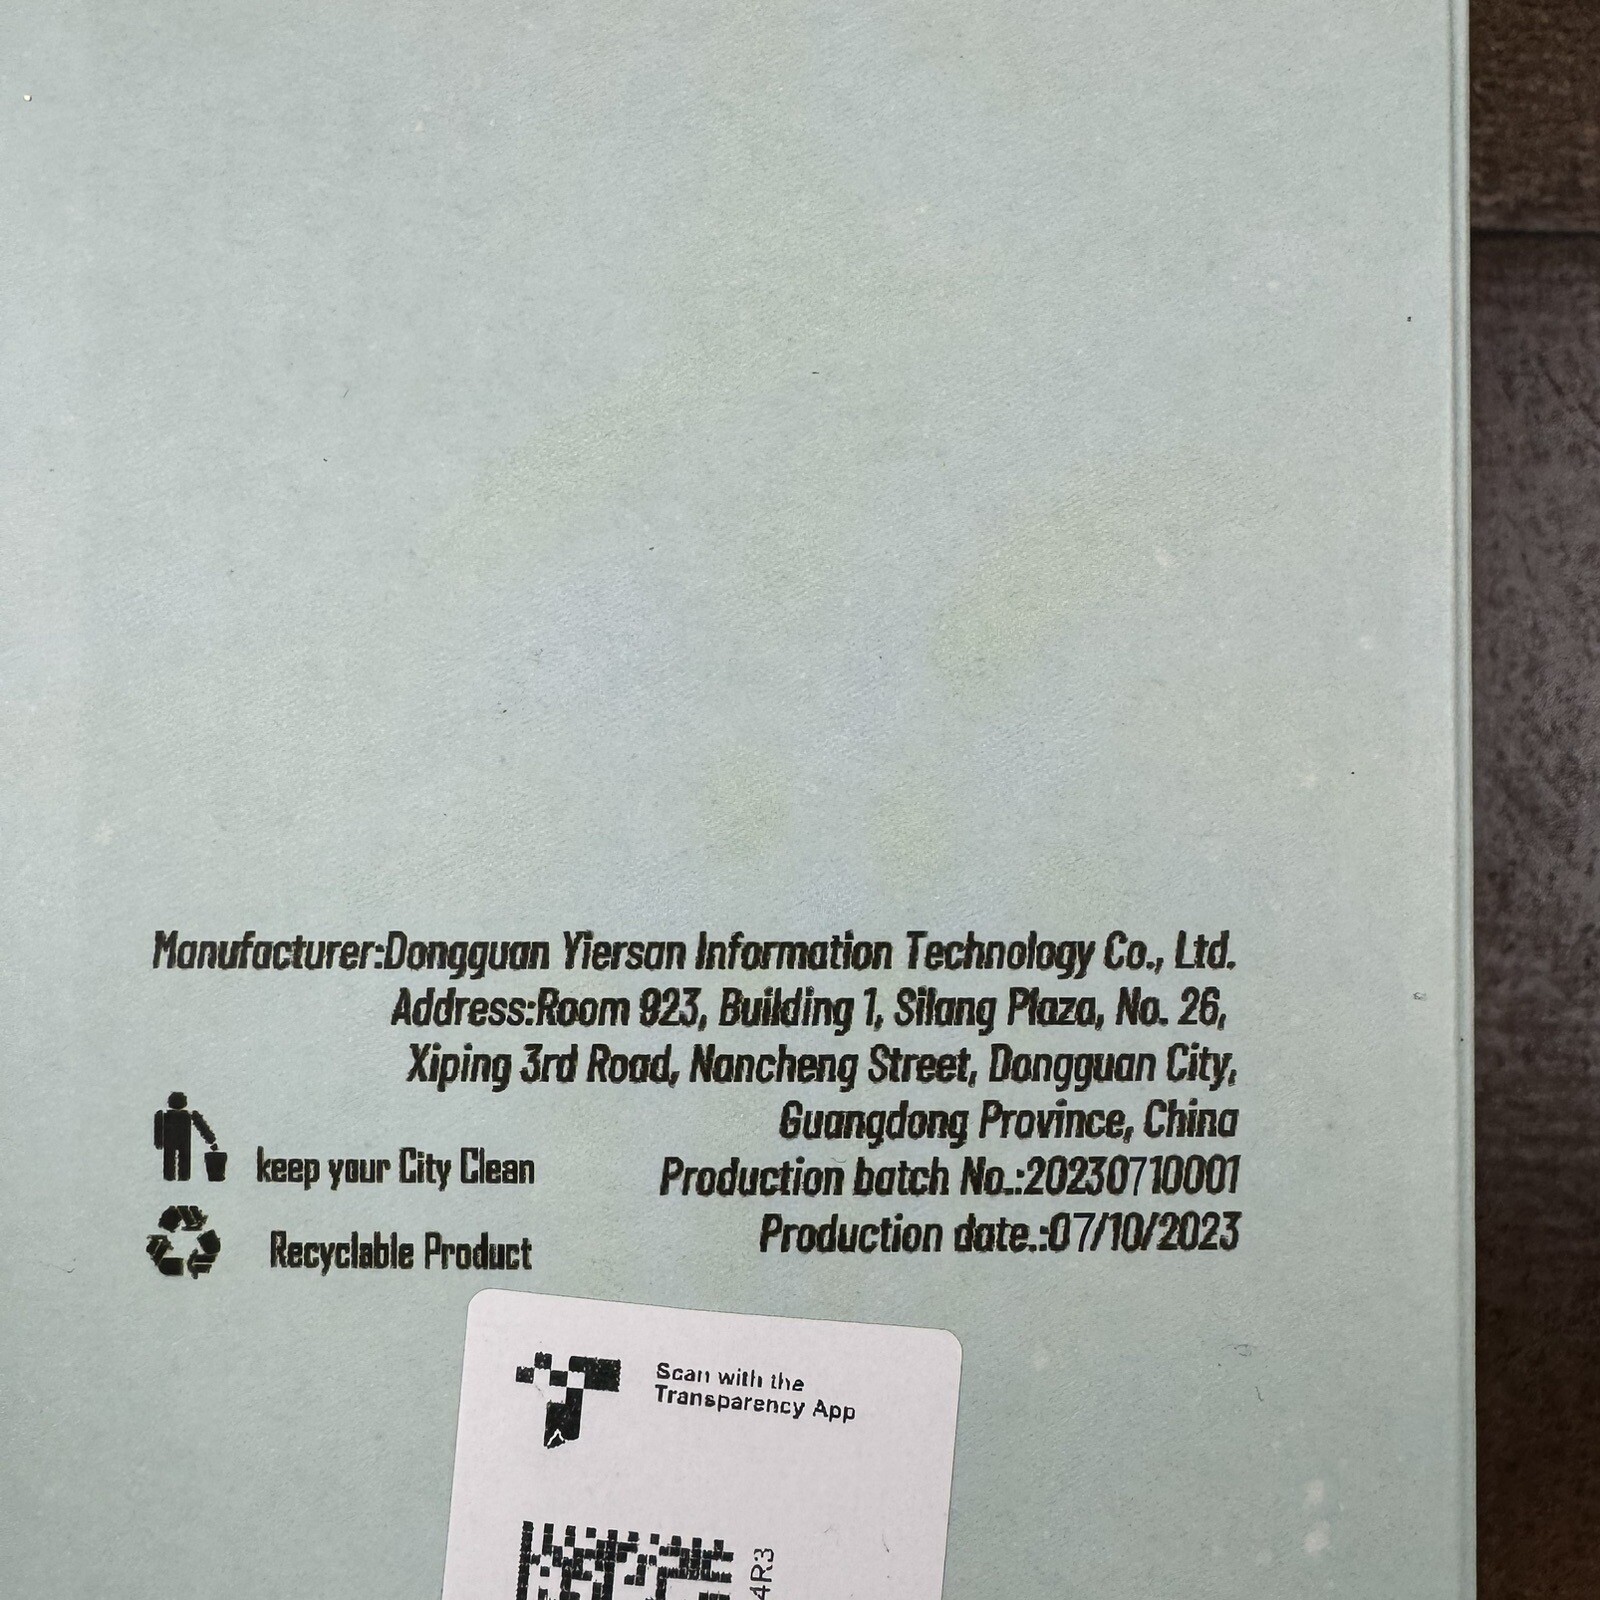 Manufacturer:Dongguan Yiersan Information Technology Co., Ltd.
Address:Room 923, Building 1, Silang Plaza, No. 26,
Xiping 3rd Road, Nancheng Street, Dongguan City,
Guangdong Province, China
Production batch No.:20230710001
Production date.:07/10/2023
keep your City Clean
Recyclable Product
Scan with the
Transparency App
4R3